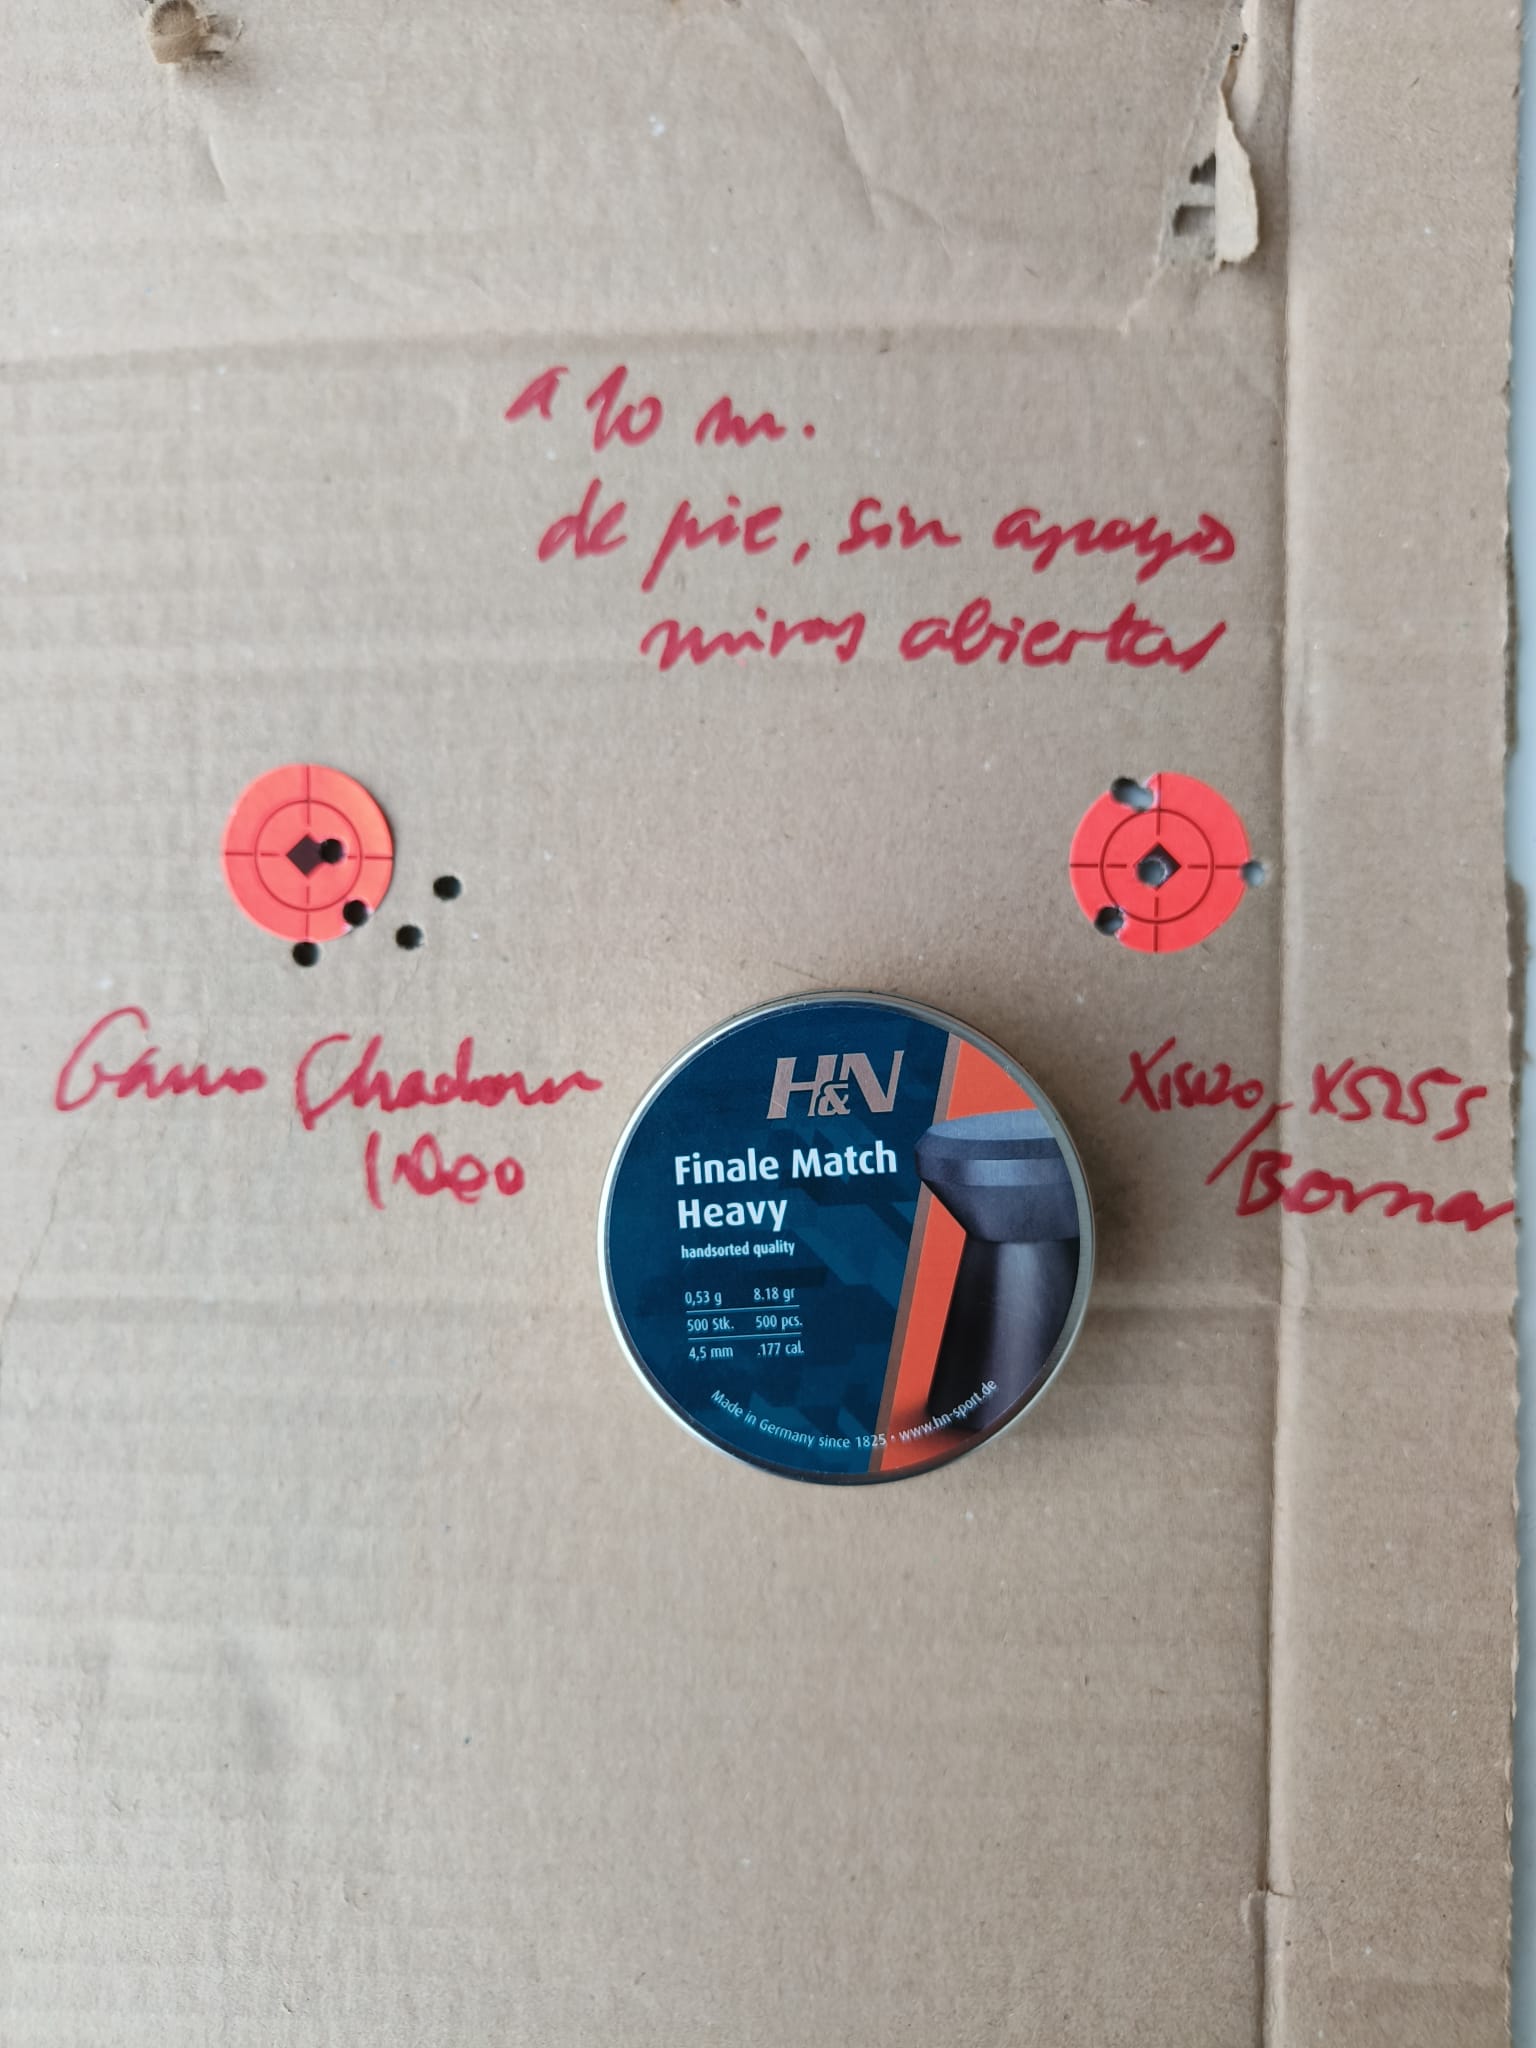 a 10 m.
de pie, sin apoyos
miras abiertas
Gamo Shadow
1000
Xisico, XS25S
/Borner
H&N
Finale Match
Heavy
handsorted quality
0,53 g 8.18 gr
500 Stk. 500 pcs.
4,5 mm .177 cal.
Made in Germany since 1825 • www.hn-sport.de